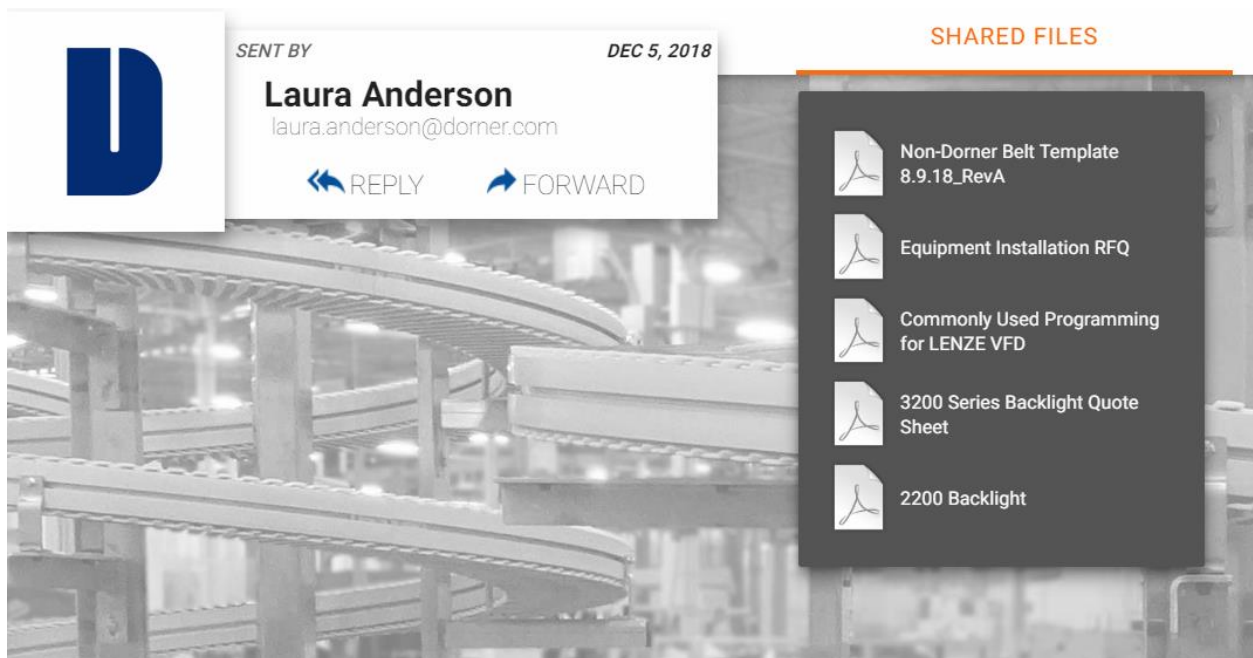 SENT BY
DEC 5, 2018
Laura Anderson
laura.anderson@dorner.com
REPLY
FORWARD
SHARED FILES
Non-Dorner Belt Template
8.9.18_RevA
Equipment Installation RFQ
Commonly Used Programming
for LENZE VFD
3200 Series Backlight Quote
Sheet
2200 Backlight